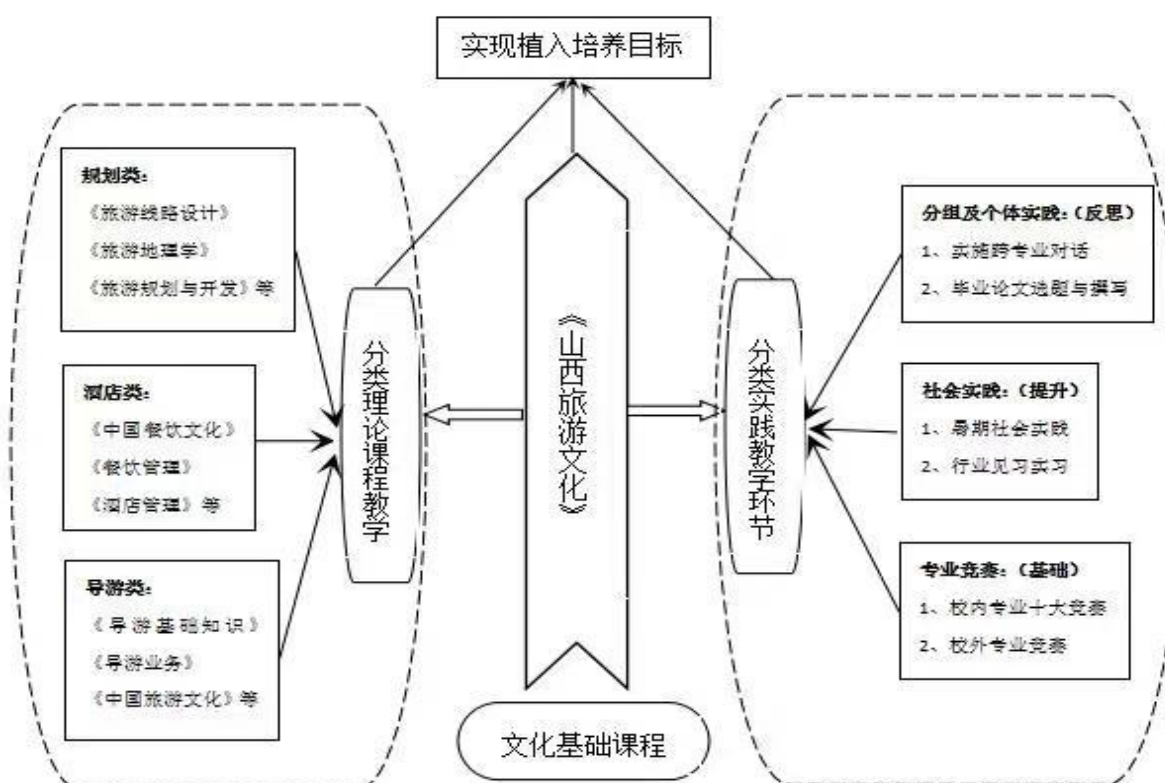 实现植入培养目标
规划类：
《旅游线路设计》
《旅游地理学》
《旅游规划与开发》等
酒店类：
《中国餐饮文化》
《餐饮管理》
《酒店管理》等
导游类：
《导游基础知识》
《导游业务》
《中国旅游文化》等
分类理论课程教学
《山西旅游文化》
分类实践教学环节
分组及个体实践：（反思）
1、实施跨专业对话
2、毕业论文选题与撰写
社会实践：（提升）
1、暑期社会实践
2、行业见习实习
专业竞赛：（基础）
1、校内专业十大竞赛
2、校外专业竞赛
文化基础课程